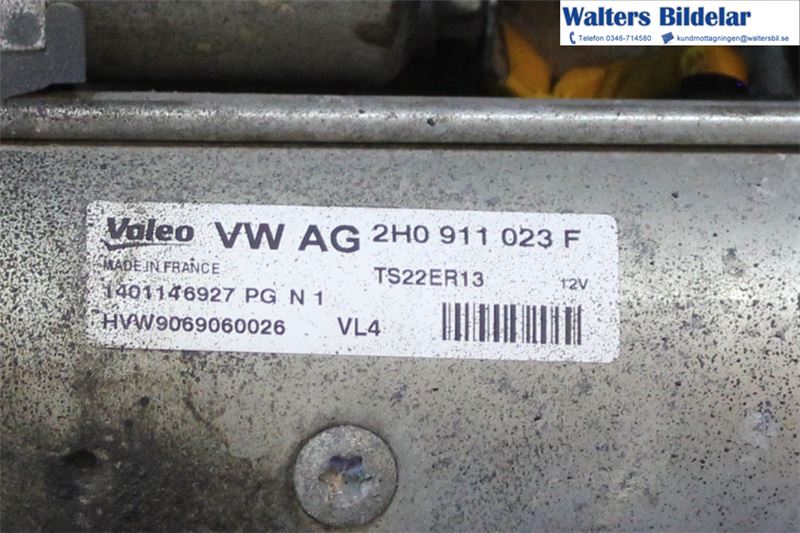 Walters Bildelar
Telefon 0346-714580 kundmottagningen@waltersbil.se
Valeo VW AG 2H0 911 023 F
MADE IN FRANCE TS22ER13 12V
1401146927 PG N 1
HVW9069060026 VL4